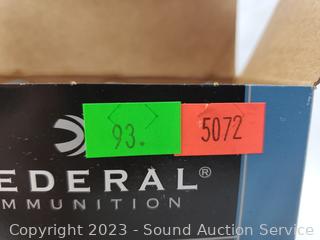 93.
5072
EDERAL®
MMUNITION
Copyright 2023 - Sound Auction Service